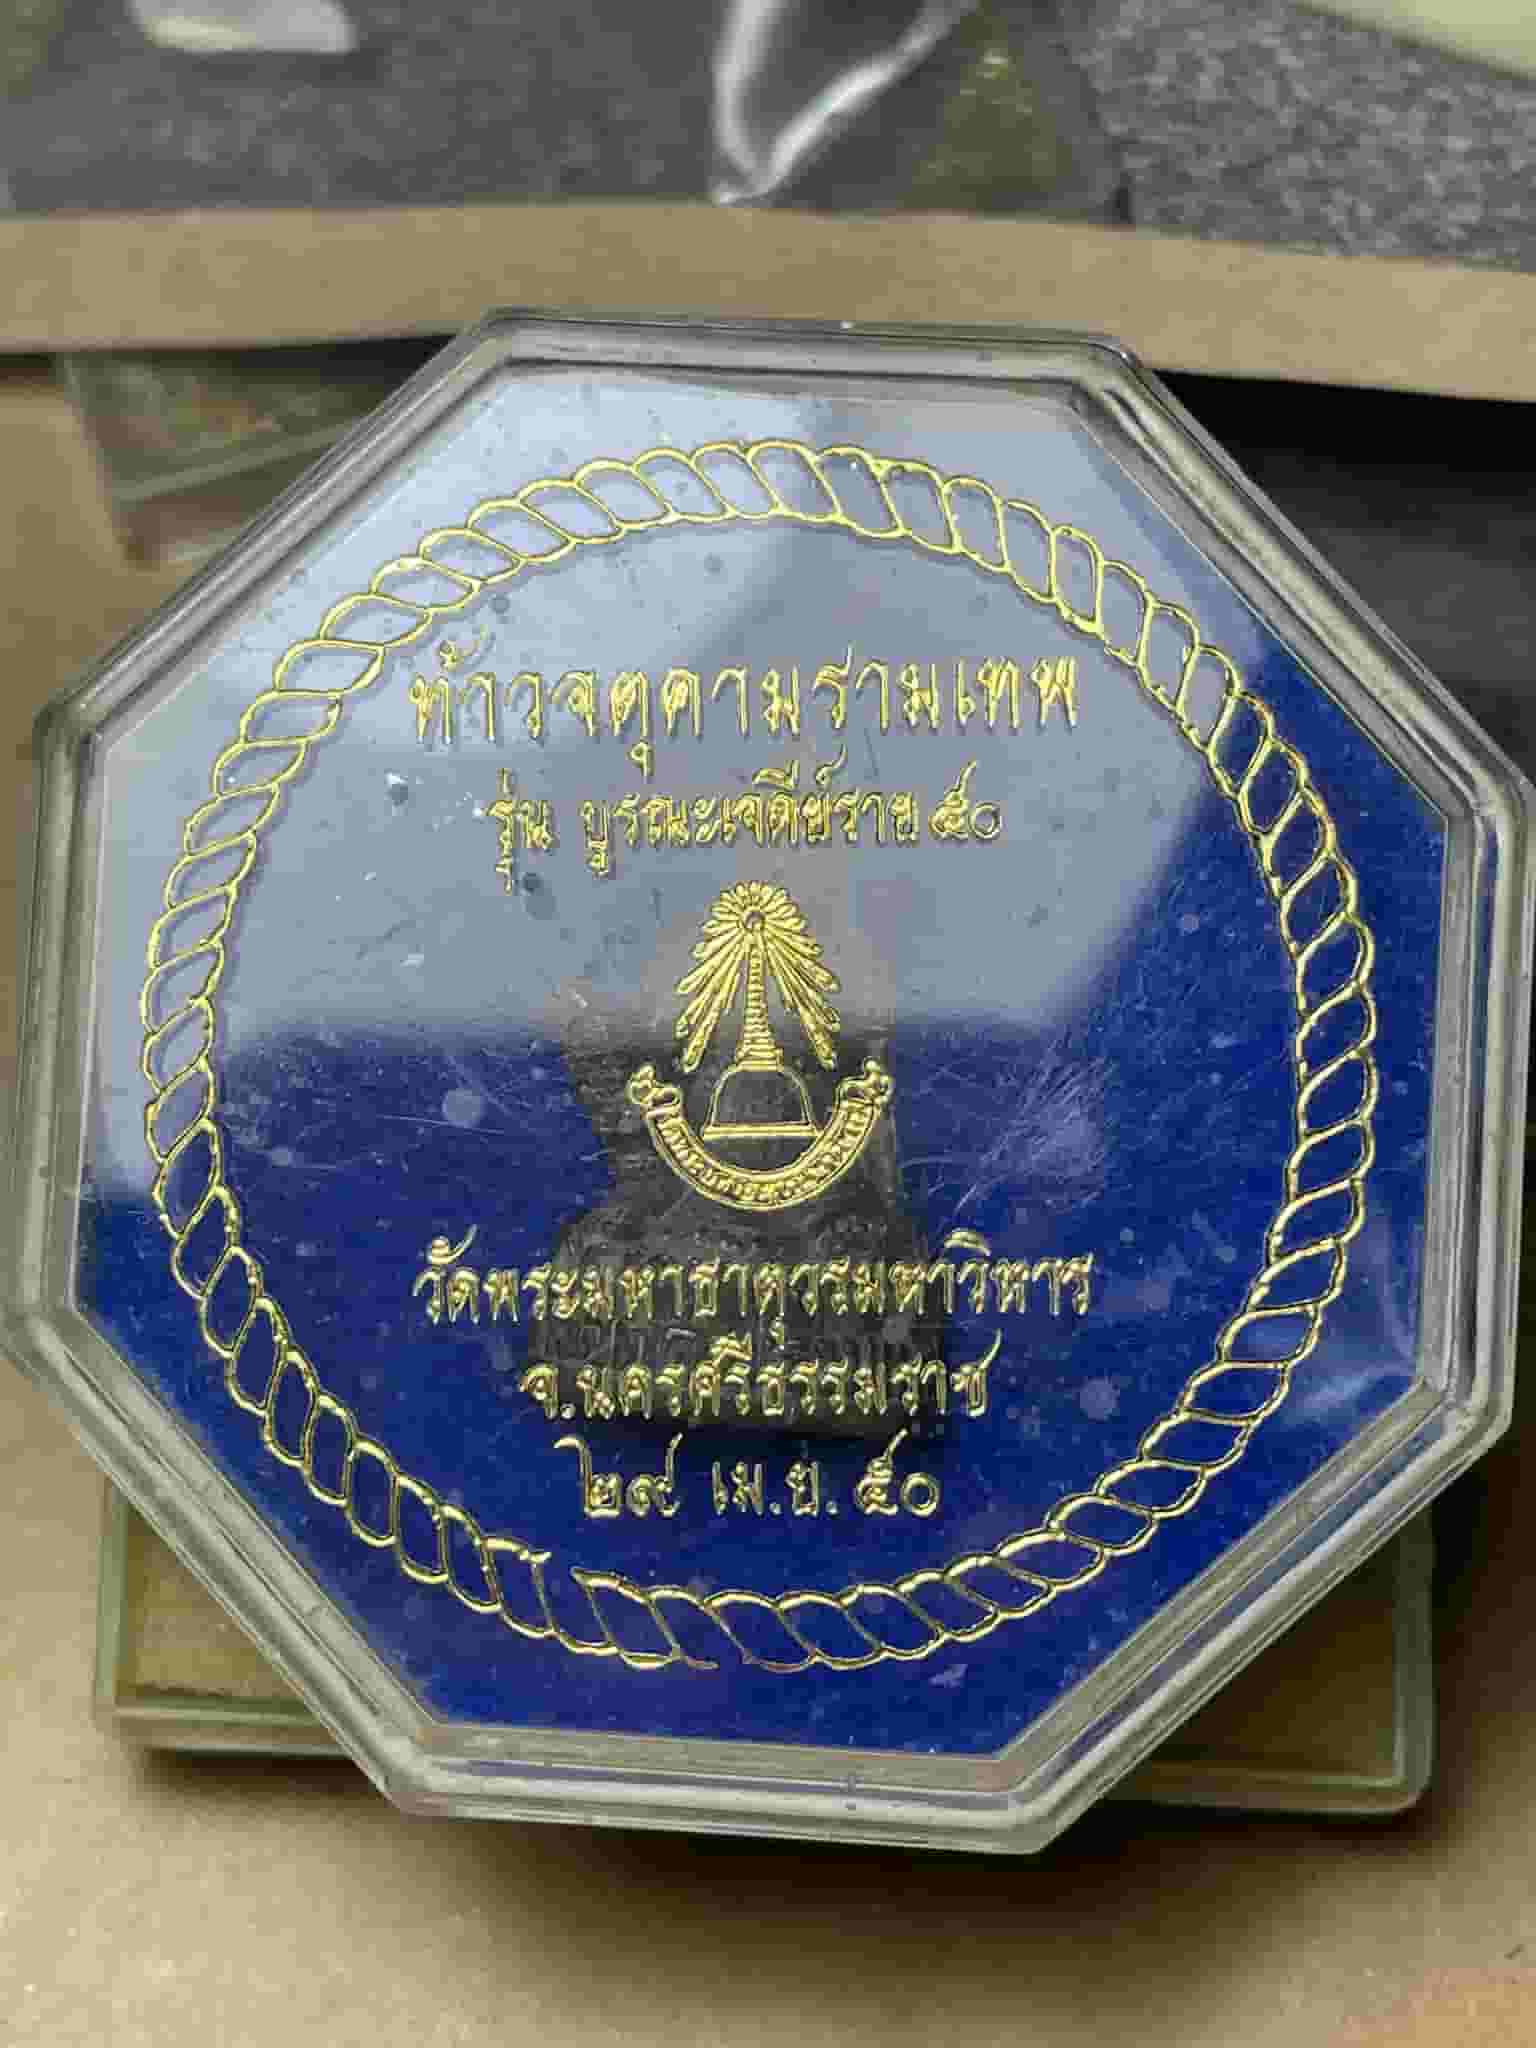 ท้าวจตุคามรามเทพ
รุ่น บูรณะเจดีย์ราย ๕๐
วัดพระมหาธาตุวรมหาวิหาร
จ.นครศรีธรรมราช
๒๙ เม.ย. ๕๐